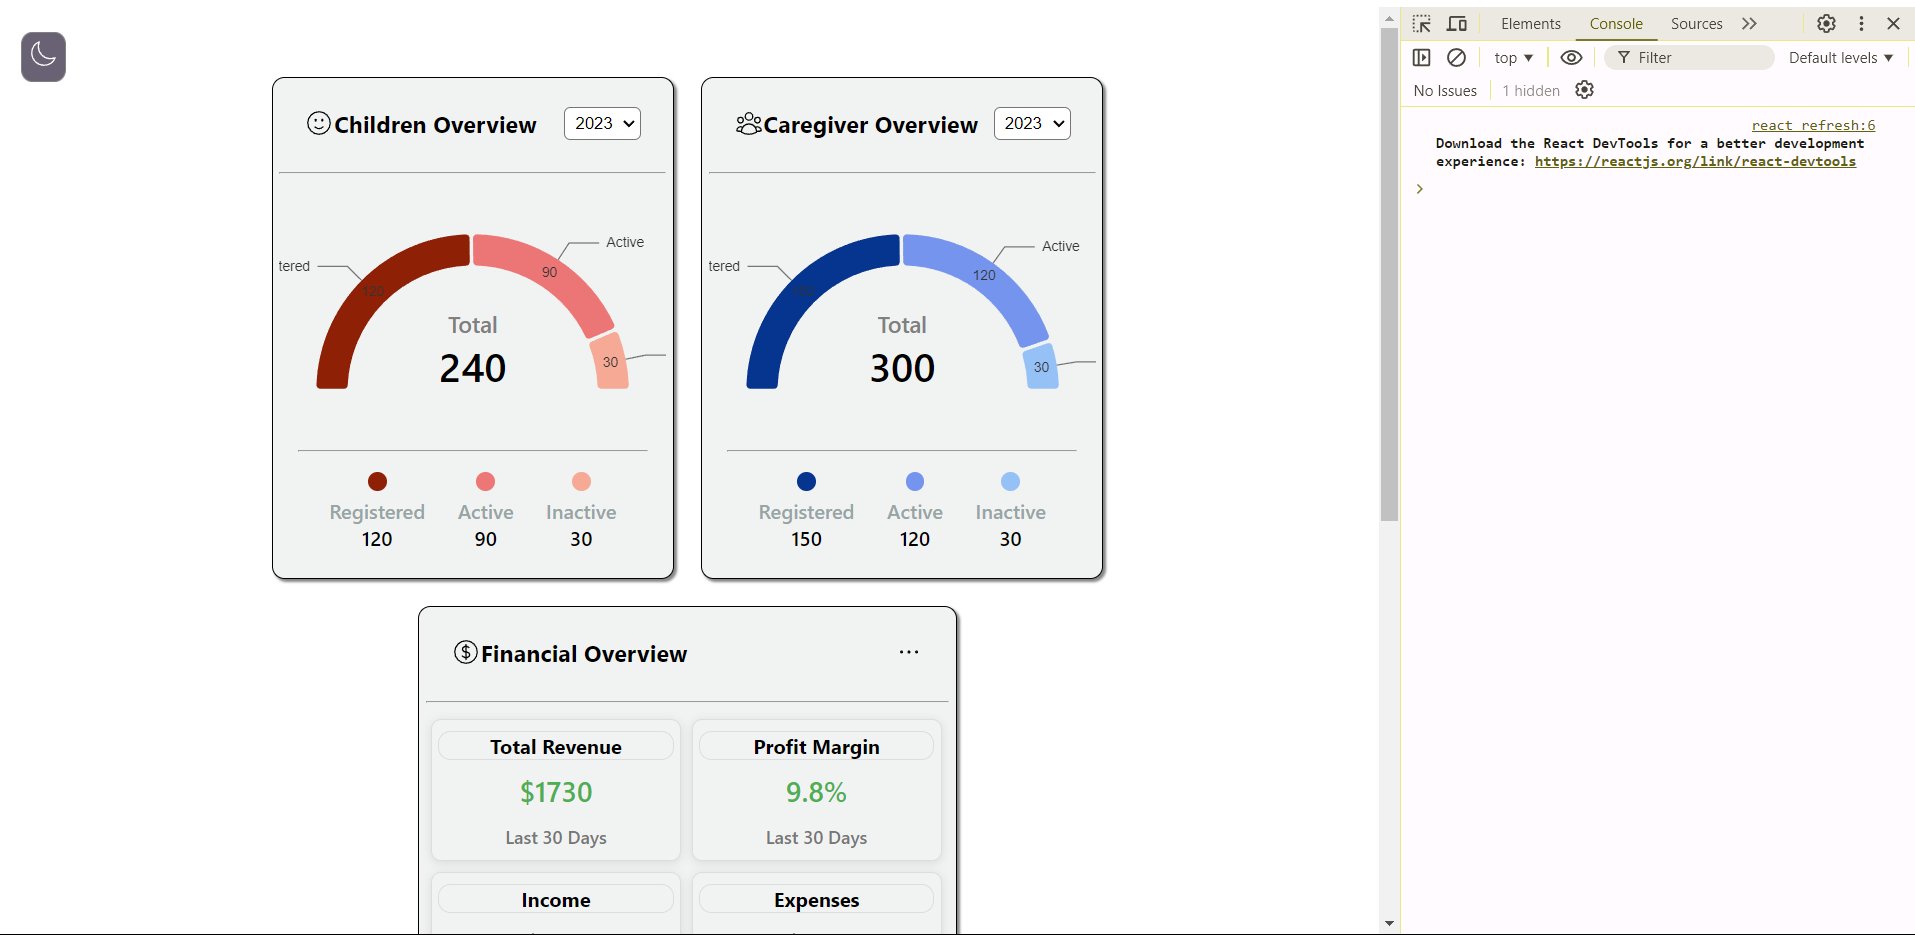 Children Overview
2023
tered
Active
120
90
30
Total
240
Registered
Active
Inactive
120
90
30
Caregiver Overview
2023
tered
Active
150
120
30
Total
300
Registered
Active
Inactive
150
120
30
Financial Overview
Total Revenue
$1730
Last 30 Days
Profit Margin
9.8%
Last 30 Days
Income
Expenses
Elements
Console
Sources
top
Filter
Default levels
No Issues
1 hidden
react refresh:6
Download the React DevTools for a better development
experience: https://reactjs.org/link/react-devtools